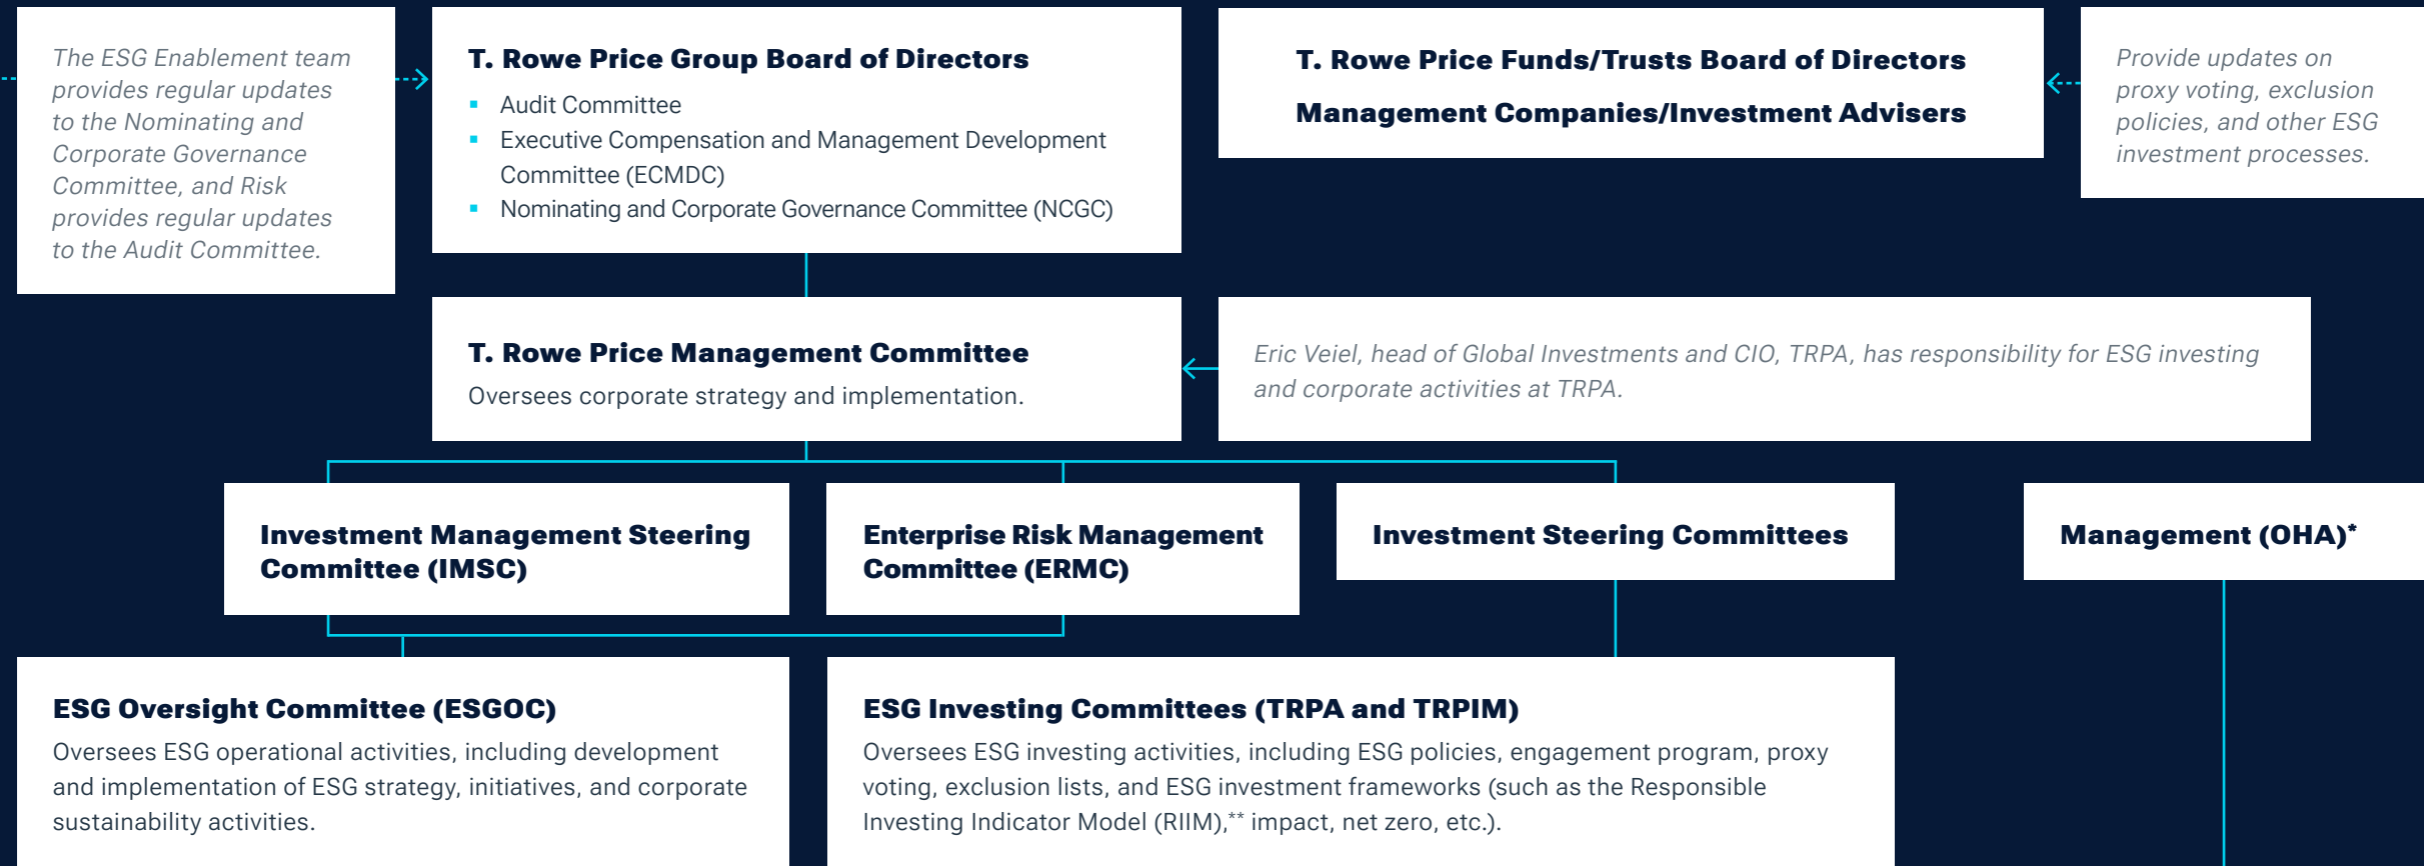 The ESG Enablement team
provides regular updates
to the Nominating and
Corporate Governance
Committee, and Risk
provides regular updates
to the Audit Committee.
T. Rowe Price Group Board of Directors
▪ Audit Committee
▪ Executive Compensation and Management Development
Committee (ECMDC)
▪ Nominating and Corporate Governance Committee (NCGC)
T. Rowe Price Funds/Trusts Board of Directors
Management Companies/Investment Advisers
Provide updates on
proxy voting, exclusion
policies, and other ESG
investment processes.
T. Rowe Price Management Committee
Oversees corporate strategy and implementation.
Eric Veiel, head of Global Investments and CIO, TRPA, has responsibility for ESG investing
and corporate activities at TRPA.
Investment Management Steering
Committee (IMSC)
Enterprise Risk Management
Committee (ERMC)
Investment Steering Committees
Management (OHA)*
ESG Oversight Committee (ESGOC)
Oversees ESG operational activities, including development
and implementation of ESG strategy, initiatives, and corporate
sustainability activities.
ESG Investing Committees (TRPA and TRPIM)
Oversees ESG investing activities, including ESG policies, engagement program, proxy
voting, exclusion lists, and ESG investment frameworks (such as the Responsible
Investing Indicator Model (RIIM),** impact, net zero, etc.).